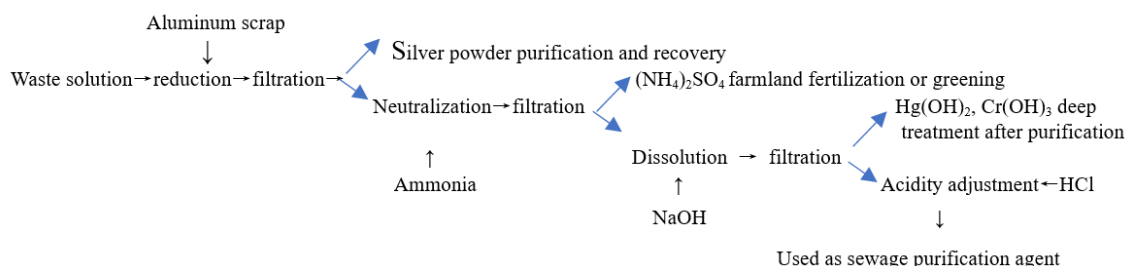 Aluminum scrap
↓
Waste solution→reduction→filtration→
Silver powder purification and recovery
(NH₄)₂SO₄ farmland fertilization or greening
Neutralization→filtration
Hg(OH)₂, Cr(OH)₃ deep
treatment after purification
Dissolution → filtration
↑
Ammonia
Acidity adjustment←HCl
↑
NaOH
↓
Used as sewage purification agent